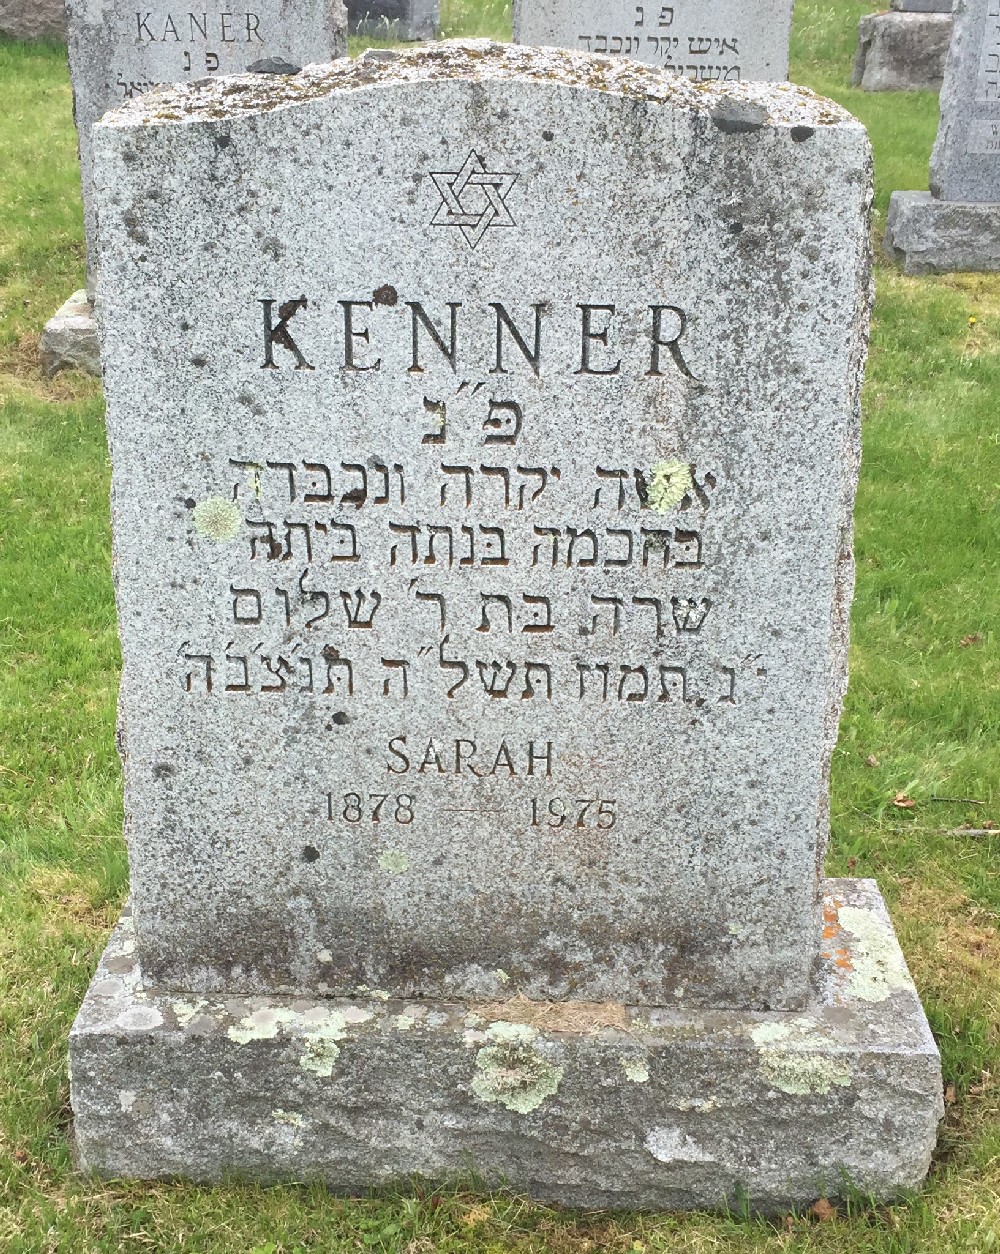 KANER
פ נ
פ נ
איש יקר ונכבד
KENNER
פ״נ
אשה יקרה ונכבדה
בחכמה בנתה ביתה
שרה בת ר׳ שלום
י״ג תמוז תשל״ה ת׳נ׳צ׳ב׳ה׳
SARAH
1878 — 1975